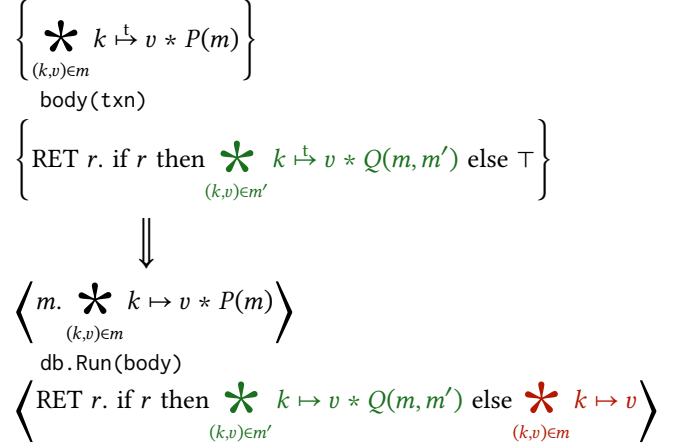 { ∗ k ↦ᵗ v ∗ P(m) }
(k,v)∈m
body(txn)
{ RET r. if r then ∗ k ↦ᵗ v ∗ Q(m, m′) else ⊤ }
(k,v)∈m′
⇓
⟨ m. ∗ k ↦ v ∗ P(m) ⟩
(k,v)∈m
db.Run(body)
⟨ RET r. if r then ∗ k ↦ v ∗ Q(m, m′) else ∗ k ↦ v ⟩
(k,v)∈m′ (k,v)∈m